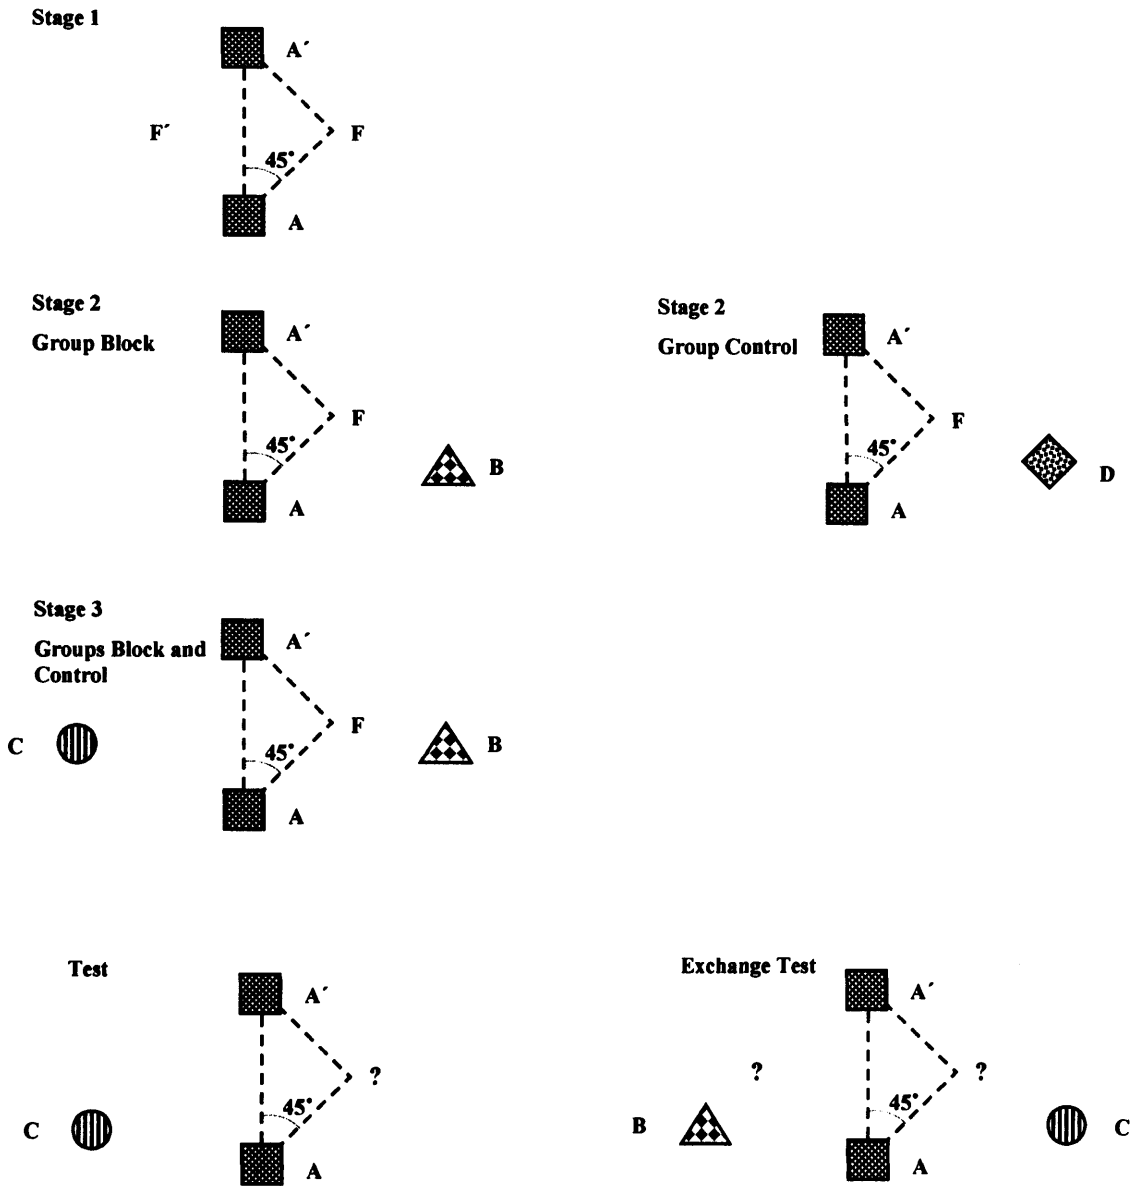 Stage 1
A´
F´
F
45°
A
Stage 2
Group Block
A´
F
45°
B
A
Stage 2
Group Control
A´
F
45°
D
A
Stage 3
Groups Block and
Control
A´
F
C
45°
B
A
Test
A´
?
45°
C
A
Exchange Test
A´
?
?
45°
B
C
A